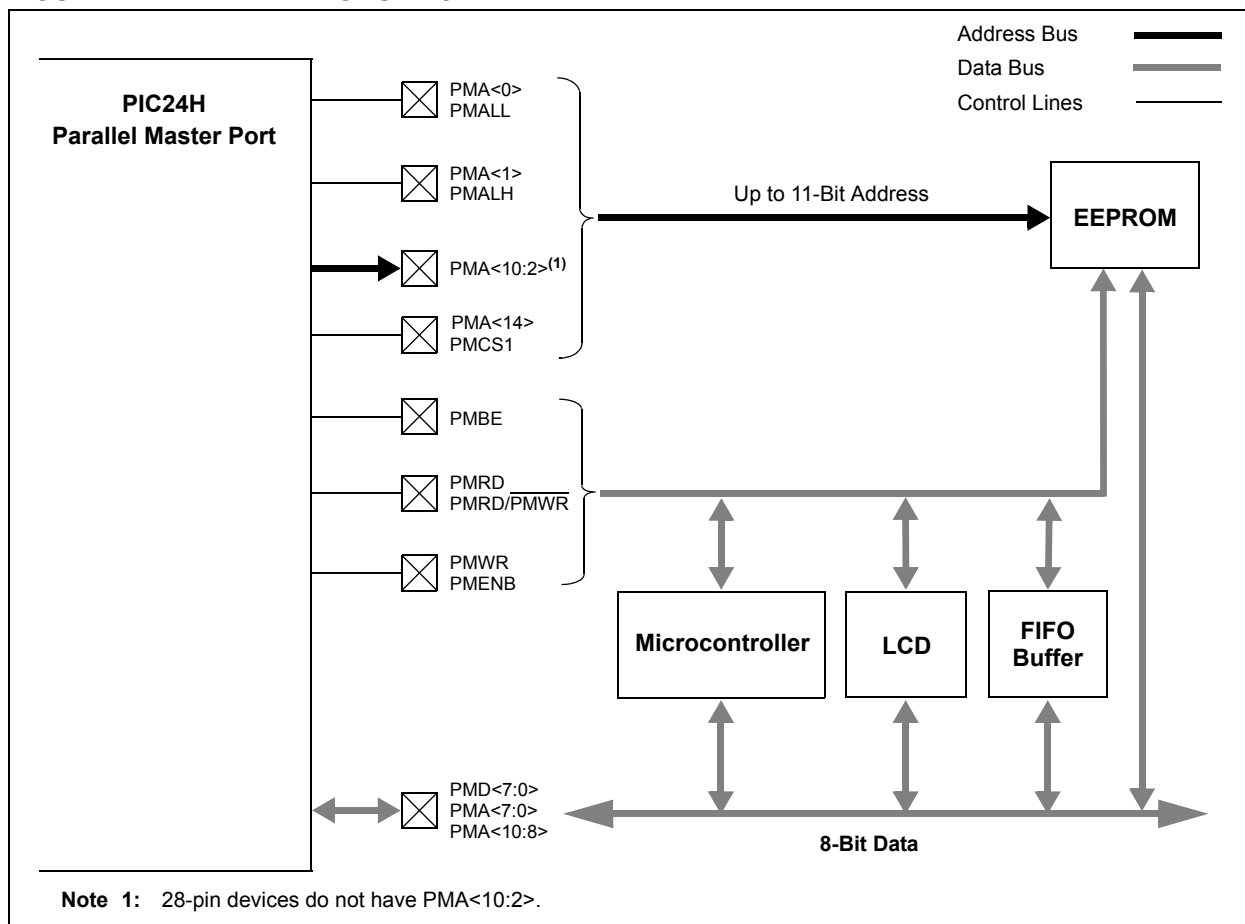 Address Bus
Data Bus
Control Lines
PIC24H
Parallel Master Port
PMA<0>
PMALL
PMA<1>
PMALH
PMA<10:2>(1)
PMA<14>
PMCS1
Up to 11-Bit Address
EEPROM
PMBE
PMRD
PMRD/PMWR
PMWR
PMENB
Microcontroller
LCD
FIFO
Buffer
PMD<7:0>
PMA<7:0>
PMA<10:8>
8-Bit Data
Note 1: 28-pin devices do not have PMA<10:2>.